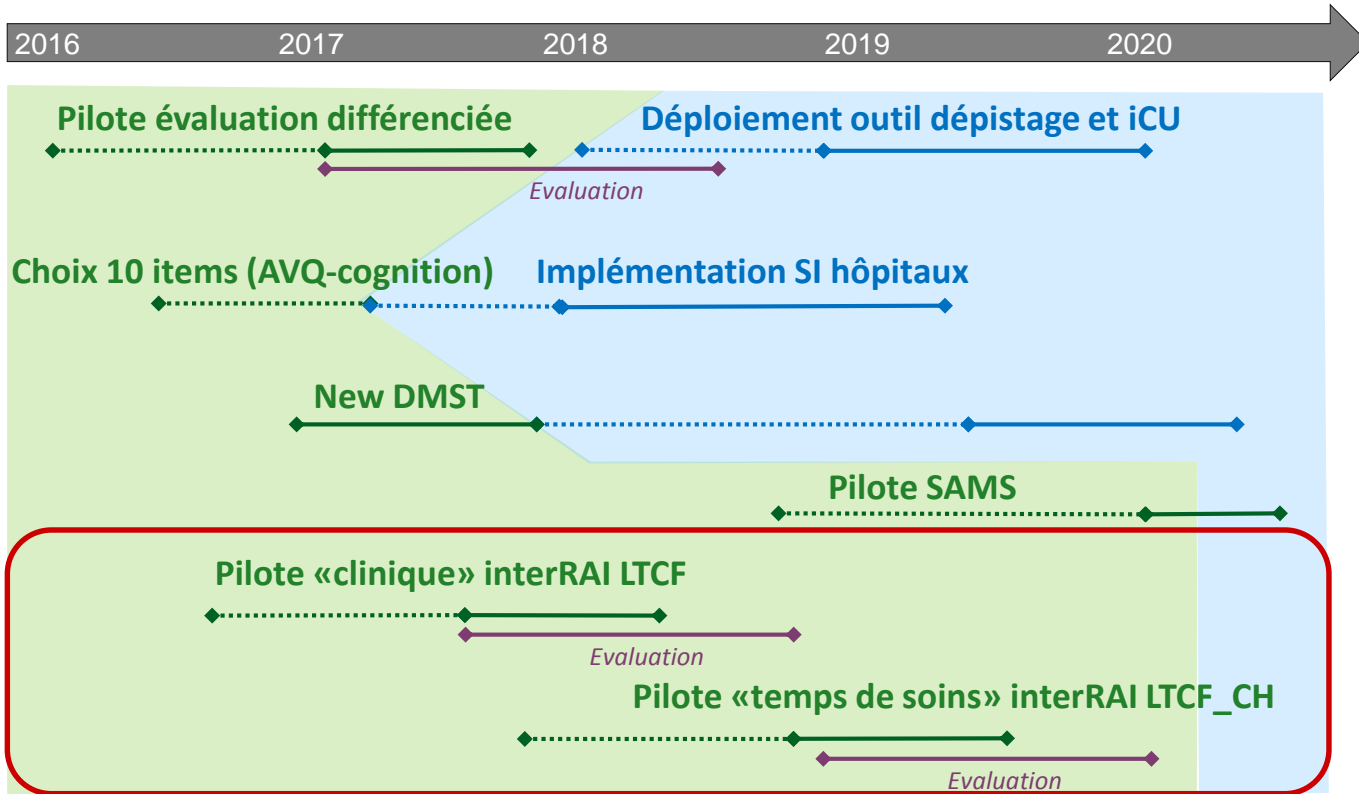 2016 2017 2018 2019 2020
Pilote évaluation différenciée
Déploiement outil dépistage et iCU
Evaluation
Choix 10 items (AVQ-cognition)
Implémentation SI hôpitaux
New DMST
Pilote SAMS
Pilote «clinique» interRAI LTCF
Evaluation
Pilote «temps de soins» interRAI LTCF_CH
Evaluation